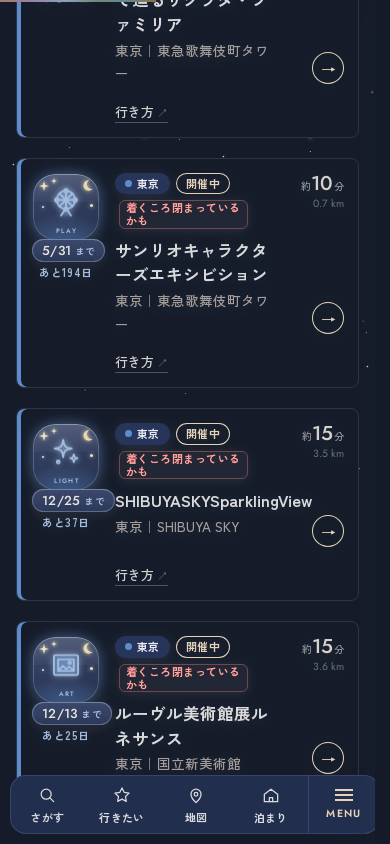 ァミリア
東京｜東急歌舞伎町タワ
ー
行き方 ↗
→
PLAY
5/31 まで
あと194日
東京
開催中
着くころ閉まっている
かも
約10分
0.7 km
サンリオキャラクタ
ーズエキシビション
東京｜東急歌舞伎町タワ
ー
→
行き方 ↗
LIGHT
12/25 まで
あと37日
東京
開催中
着くころ閉まっている
かも
約15分
3.5 km
SHIBUYASKYSparklingView
東京｜SHIBUYA SKY
→
行き方 ↗
ART
12/13 まで
あと25日
東京
開催中
着くころ閉まっている
かも
約15分
3.6 km
ルーヴル美術館展ル
ネサンス
東京｜国立新美術館
→
さがす
行きたい
地図
泊まり
MENU